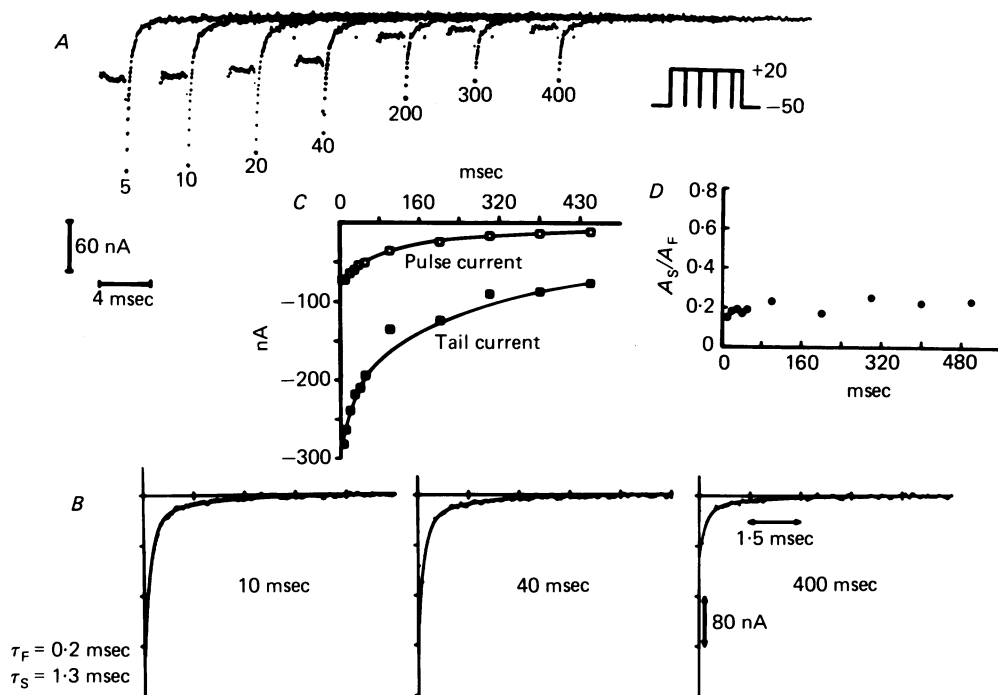 A
5
10
20
40
200
300
400
+20
−50
60 nA
4 msec
C
msec
0 160 320 430
nA
−100
−200
−300
Pulse current
Tail current
D
A_S/A_F
0·8
0·6
0·4
0·2
0
0 160 320 480
msec
B
10 msec
40 msec
400 msec
1·5 msec
80 nA
τ_F = 0·2 msec
τ_S = 1·3 msec